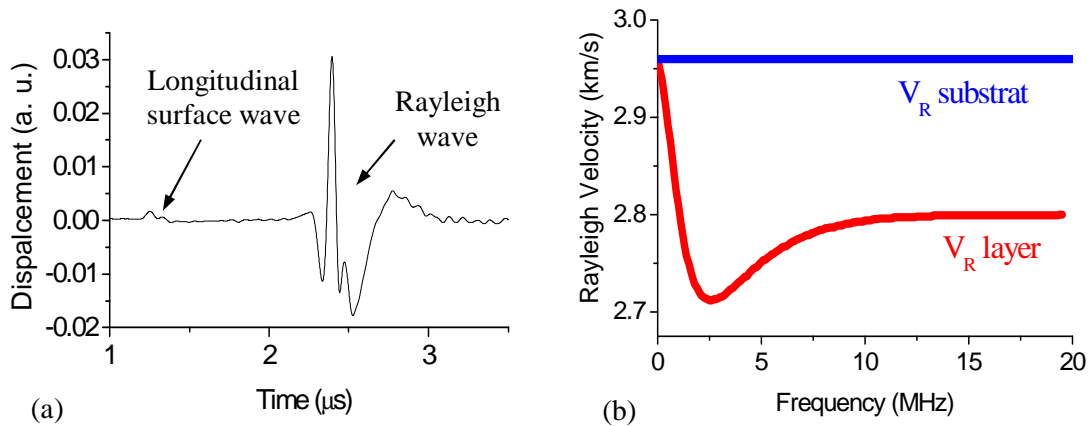 0.03
0.02
0.01
0.00
-0.01
-0.02
Dispalcement (a. u.)
Longitudinal
surface wave
Rayleigh
wave
1
2
3
Time (μs)
(a)
3.0
2.9
2.8
2.7
Rayleigh Velocity (km/s)
V_R substrat
V_R layer
0
5
10
15
20
Frequency (MHz)
(b)